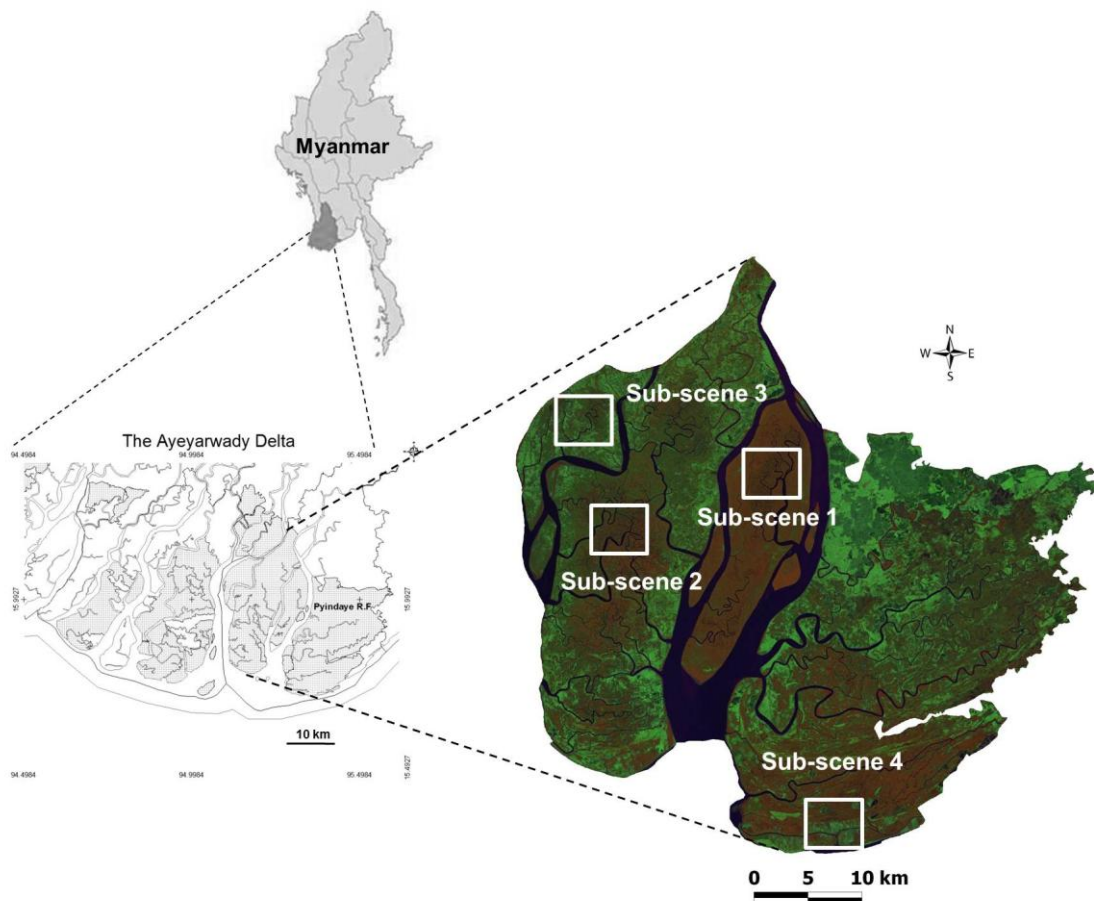 Myanmar
The Ayeyarwady Delta
94.4984 94.9984 95.4984
15.9927 15.9927
Pyindaye R.F
10 km
94.4984 94.9984 95.4984
15.4927
N
W E
S
Sub-scene 3
Sub-scene 1
Sub-scene 2
Sub-scene 4
0 5 10 km